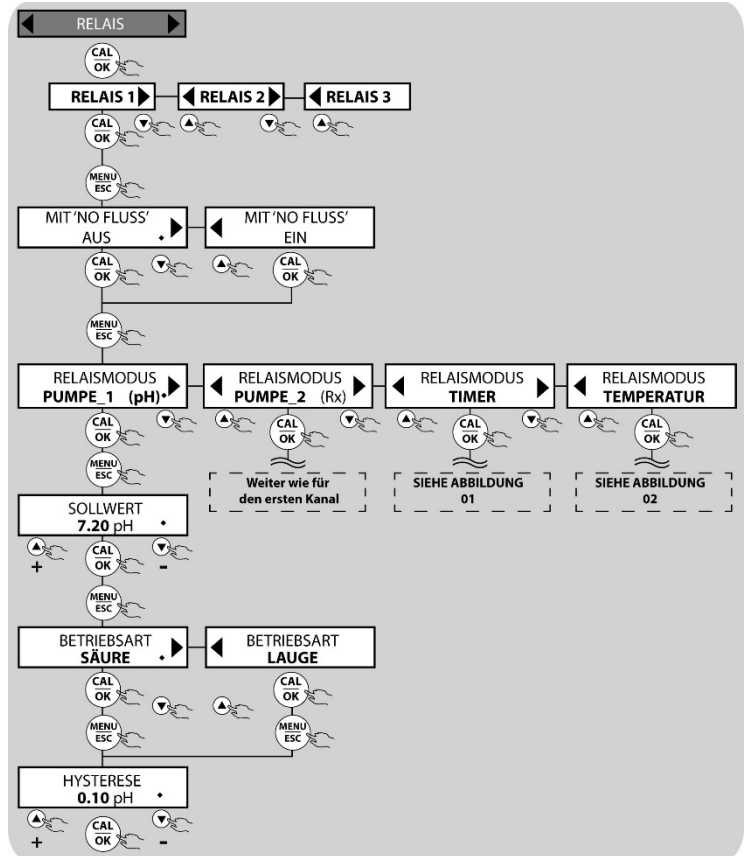 RELAIS
CAL
OK
RELAIS 1
RELAIS 2
RELAIS 3
CAL
OK
MENU
ESC
MIT 'NO FLUSS'
AUS
MIT 'NO FLUSS'
EIN
CAL
OK
CAL
OK
MENU
ESC
RELAISMODUS
PUMPE_1 (pH)
RELAISMODUS
PUMPE_2 (Rx)
RELAISMODUS
TIMER
RELAISMODUS
TEMPERATUR
CAL
OK
CAL
OK
CAL
OK
CAL
OK
MENU
ESC
Weiter wie für
den ersten Kanal
SIEHE ABBILDUNG
01
SIEHE ABBILDUNG
02
SOLLWERT
7.20 pH
+
CAL
OK
-
MENU
ESC
BETRIEBSART
SÄURE
BETRIEBSART
LAUGE
CAL
OK
CAL
OK
MENU
ESC
MENU
ESC
HYSTERESE
0.10 pH
+
CAL
OK
-